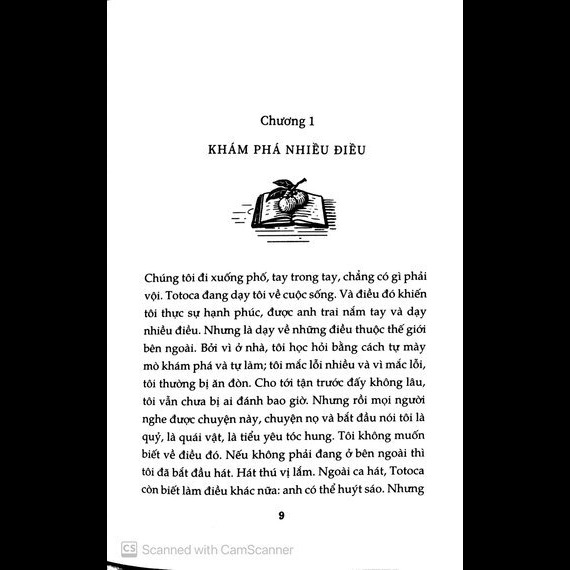 Chương 1
KHÁM PHÁ NHIỀU ĐIỀU
Chúng tôi đi xuống phố, tay trong tay, chẳng có gì phải
vội. Totoca đang dạy tôi về cuộc sống. Và điều đó khiến
tôi thực sự hạnh phúc, được anh trai nắm tay và dạy
nhiều điều. Nhưng là dạy về những điều thuộc thế giới
bên ngoài. Bởi vì ở nhà, tôi học hỏi bằng cách tự mày
mò khám phá và tự làm; tôi mắc lỗi nhiều và vì mắc lỗi,
tôi thường bị ăn đòn. Cho tới tận trước đấy không lâu,
tôi vẫn chưa bị ai đánh bao giờ. Nhưng rồi mọi người
nghe được chuyện này, chuyện nọ và bắt đầu nói tôi là
quỷ, là quái vật, là tiểu yêu tóc hung. Tôi không muốn
biết về điều đó. Nếu không phải đang ở bên ngoài thì
tôi đã bắt đầu hát. Hát thú vị lắm. Ngoài ca hát, Totoca
còn biết làm điều khác nữa: anh có thể huýt sáo. Nhưng
9
CS Scanned with CamScanner